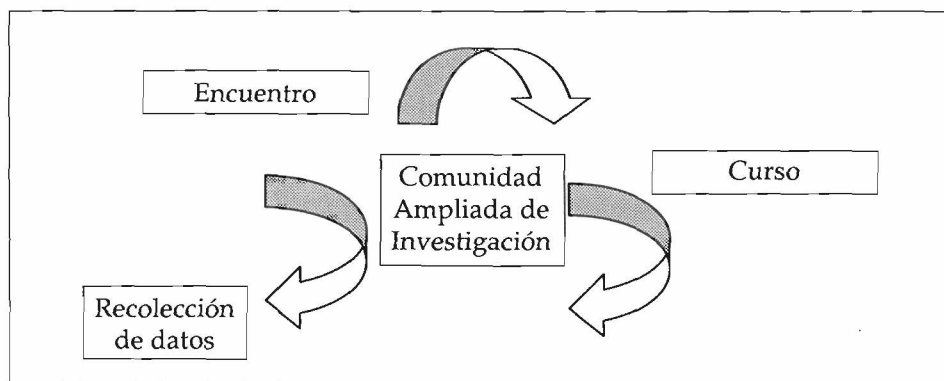 Encuentro
Comunidad
Ampliada de
Investigación
Curso
Recolección
de datos